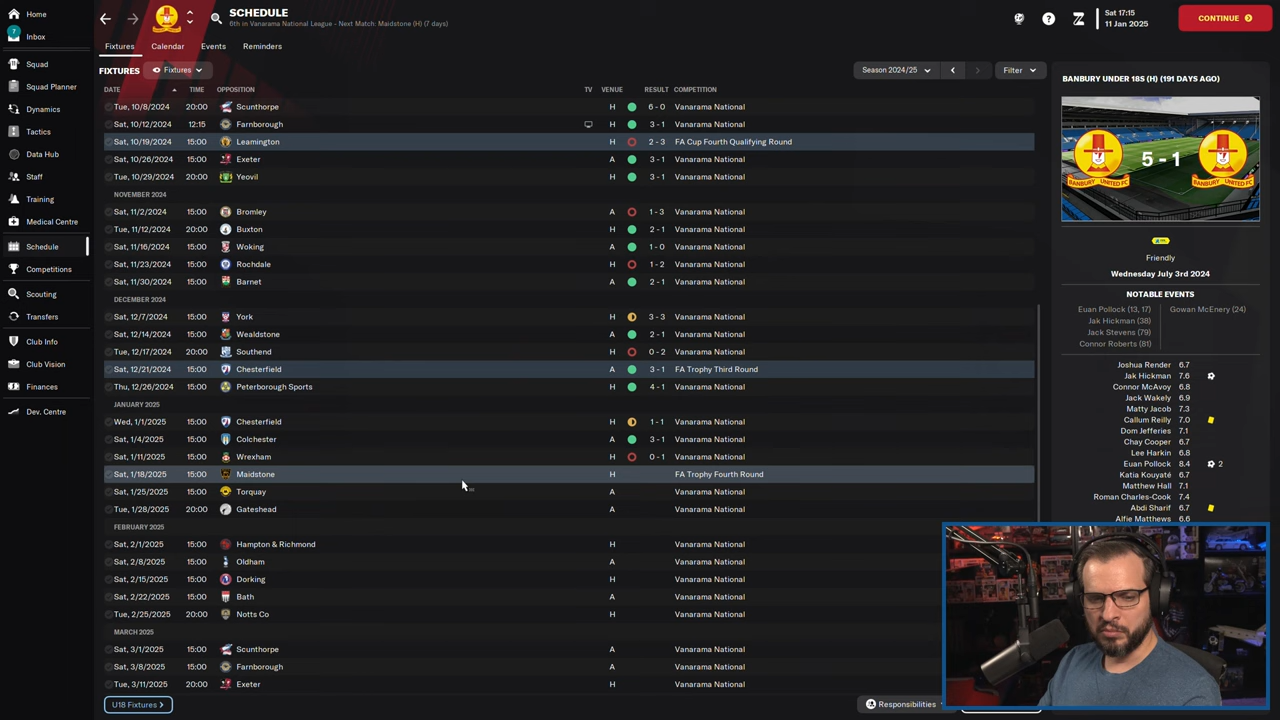 Home
7
Inbox
Squad
Squad Planner
Dynamics
Tactics
Data Hub
Staff
Training
Medical Centre
Schedule
Competitions
Scouting
Transfers
Club Info
Club Vision
Finances
Dev. Centre
SCHEDULE
6th in Vanarama National League - Next Match: Maidstone (H) (7 days)
Sat 17:15
11 Jan 2025
CONTINUE
Fixtures Calendar Events Reminders
FIXTURES Fixtures Season 2024/25 Filter
DATE TIME OPPOSITION TV VENUE RESULT COMPETITION
Tue, 10/8/2024 20:00 Scunthorpe H 6 - 0 Vanarama National
Sat, 10/12/2024 12:15 Farnborough H 3 - 1 Vanarama National
Sat, 10/19/2024 15:00 Leamington H 2 - 3 FA Cup Fourth Qualifying Round
Sat, 10/26/2024 15:00 Exeter A 3 - 1 Vanarama National
Tue, 10/29/2024 20:00 Yeovil H 3 - 1 Vanarama National
NOVEMBER 2024
Sat, 11/2/2024 15:00 Bromley A 1 - 3 Vanarama National
Tue, 11/12/2024 20:00 Buxton H 2 - 1 Vanarama National
Sat, 11/16/2024 15:00 Woking A 1 - 0 Vanarama National
Sat, 11/23/2024 15:00 Rochdale H 1 - 2 Vanarama National
Sat, 11/30/2024 15:00 Barnet A 2 - 1 Vanarama National
DECEMBER 2024
Sat, 12/7/2024 15:00 York H 3 - 3 Vanarama National
Sat, 12/14/2024 15:00 Wealdstone A 2 - 1 Vanarama National
Tue, 12/17/2024 20:00 Southend H 0 - 2 Vanarama National
Sat, 12/21/2024 15:00 Chesterfield A 3 - 1 FA Trophy Third Round
Thu, 12/26/2024 15:00 Peterborough Sports H 4 - 1 Vanarama National
JANUARY 2025
Wed, 1/1/2025 15:00 Chesterfield H 1 - 1 Vanarama National
Sat, 1/4/2025 15:00 Colchester A 3 - 1 Vanarama National
Sat, 1/11/2025 15:00 Wrexham H 0 - 1 Vanarama National
Sat, 1/18/2025 15:00 Maidstone H FA Trophy Fourth Round
Sat, 1/25/2025 15:00 Torquay A Vanarama National
Tue, 1/28/2025 20:00 Gateshead A Vanarama National
FEBRUARY 2025
Sat, 2/1/2025 15:00 Hampton & Richmond H Vanarama National
Sat, 2/8/2025 15:00 Oldham A Vanarama National
Sat, 2/15/2025 15:00 Dorking H Vanarama National
Sat, 2/22/2025 15:00 Bath A Vanarama National
Tue, 2/25/2025 20:00 Notts Co H Vanarama National
MARCH 2025
Sat, 3/1/2025 15:00 Scunthorpe A Vanarama National
Sat, 3/8/2025 15:00 Farnborough A Vanarama National
Tue, 3/11/2025 20:00 Exeter H Vanarama National
U18 Fixtures
Responsibilities
BANBURY UNDER 18S (H) (191 DAYS AGO)
BANBURY UNITED FC 5 - 1 BANBURY UNITED FC
Friendly
Wednesday July 3rd 2024
NOTABLE EVENTS
Euan Pollock (13, 17) Gowan McEnery (24)
Jak Hickman (38)
Jack Stevens (79)
Connor Roberts (81)
Joshua Render 6.7
Jak Hickman 7.6
Connor McAvoy 6.8
Jack Wakely 6.9
Matty Jacob 7.3
Callum Reilly 7.0
Dom Jefferies 7.1
Chay Cooper 6.7
Lee Harkin 6.8
Euan Pollock 8.4 2
Katia Kouyaté 6.7
Matthew Hall 7.1
Roman Charles-Cook 7.4
Abdi Sharif 6.7
Alfie Matthews 6.6